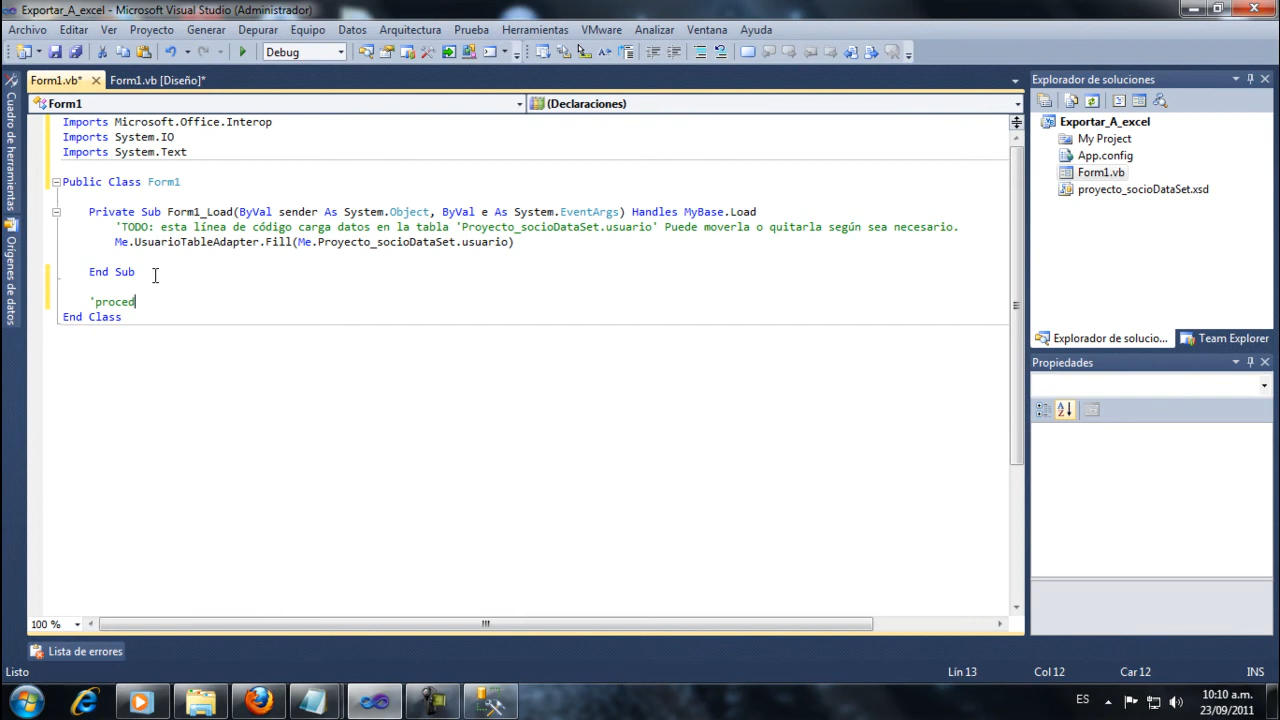 Exportar_A_excel - Microsoft Visual Studio (Administrador)
Archivo Editar Ver Proyecto Generar Depurar Equipo Datos Arquitectura Prueba Herramientas VMware Analizar Ventana Ayuda
Debug
Form1.vb* Form1.vb [Diseño]*
Form1 (Declaraciones)
Cuadro de herramientas
Orígenes de datos
Imports Microsoft.Office.Interop
Imports System.IO
Imports System.Text
Public Class Form1
Private Sub Form1_Load(ByVal sender As System.Object, ByVal e As System.EventArgs) Handles MyBase.Load
'TODO: esta línea de código carga datos en la tabla 'Proyecto_socioDataSet.usuario' Puede moverla o quitarla según sea necesario.
Me.UsuarioTableAdapter.Fill(Me.Proyecto_socioDataSet.usuario)
End Sub
'proced
End Class
100 %
Explorador de soluciones
Exportar_A_excel
My Project
App.config
Form1.vb
proyecto_socioDataSet.xsd
Explorador de solucio... Team Explorer
Propiedades
Lista de errores
Listo Lín 13 Col 12 Car 12 INS
ES
10:10 a.m.
23/09/2011